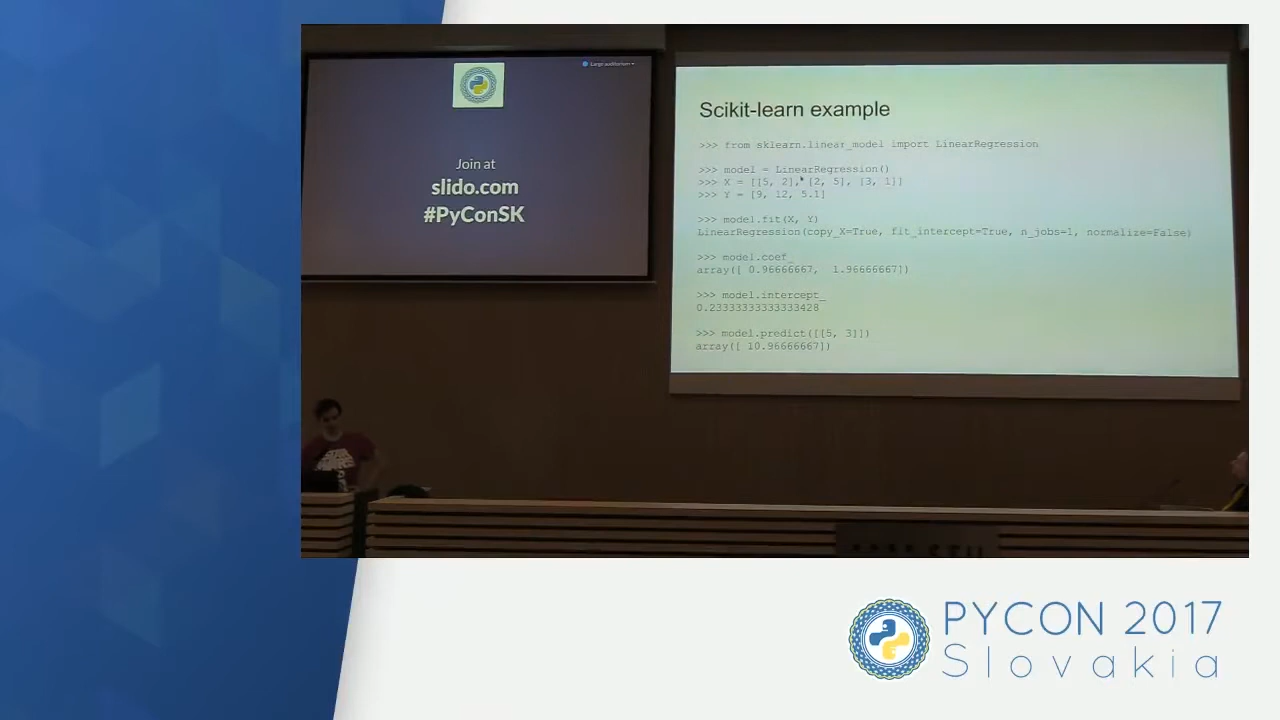 Large auditorium
Join at
slido.com
#PyConSK
Scikit-learn example
>>> from sklearn.linear_model import LinearRegression
>>> model = LinearRegression()
>>> X = [[5, 2], [2, 5], [3, 1]]
>>> Y = [9, 12, 5.1]
>>> model.fit(X, Y)
LinearRegression(copy_X=True, fit_intercept=True, n_jobs=1, normalize=False)
>>> model.coef_
array([ 0.96666667,  1.96666667])
>>> model.intercept_
0.23333333333333428
>>> model.predict([[5, 3]])
array([ 10.96666667])
PYCON 2017
Slovakia